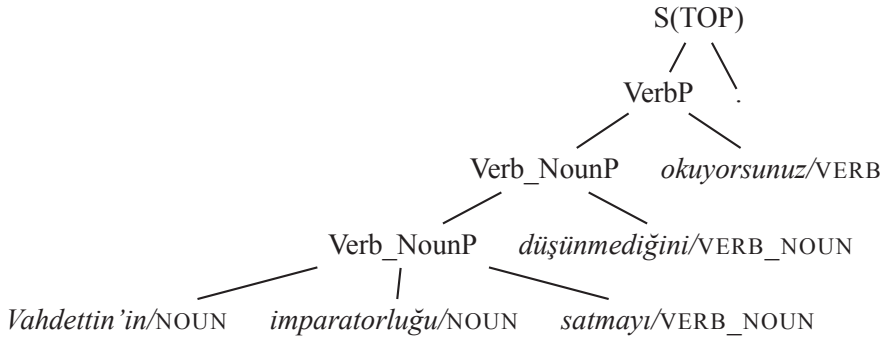 S(TOP)
VerbP .
Verb_NounP okuyorsunuz/VERB
Verb_NounP düşünmediğini/VERB_NOUN
Vahdettin’in/NOUN imparatorluğu/NOUN satmayı/VERB_NOUN